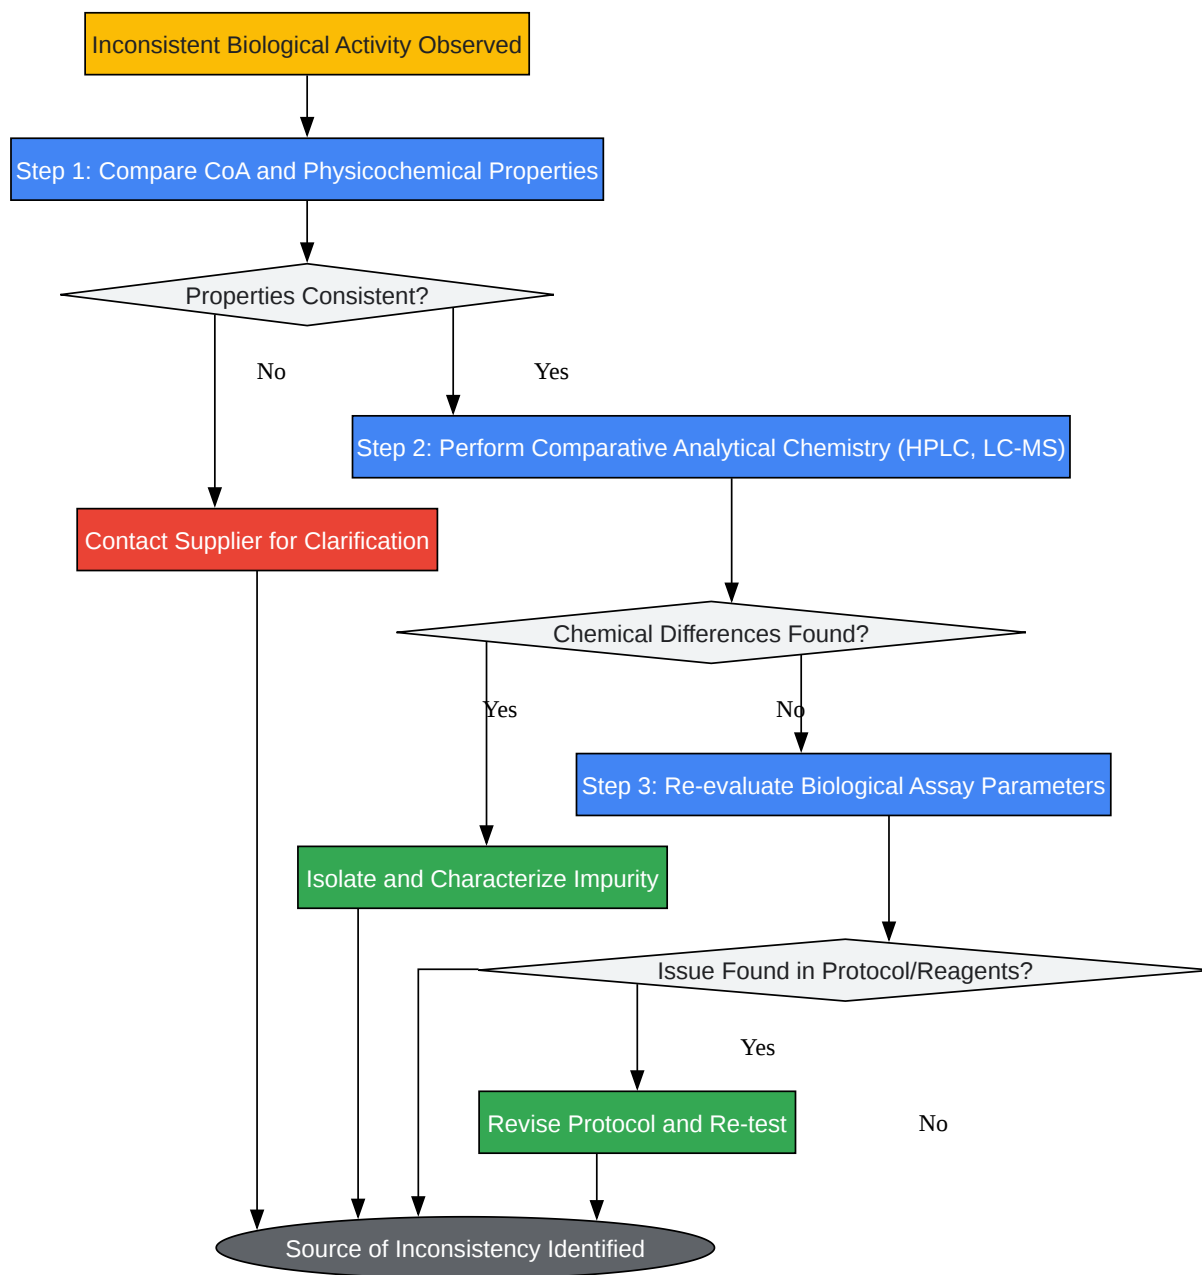 Inconsistent Biological Activity Observed
Step 1: Compare CoA and Physicochemical Properties
Properties Consistent?
No
Yes
Step 2: Perform Comparative Analytical Chemistry (HPLC, LC-MS)
Contact Supplier for Clarification
Chemical Differences Found?
Yes
No
Step 3: Re-evaluate Biological Assay Parameters
Isolate and Characterize Impurity
Issue Found in Protocol/Reagents?
Yes
Revise Protocol and Re-test
No
Source of Inconsistency Identified